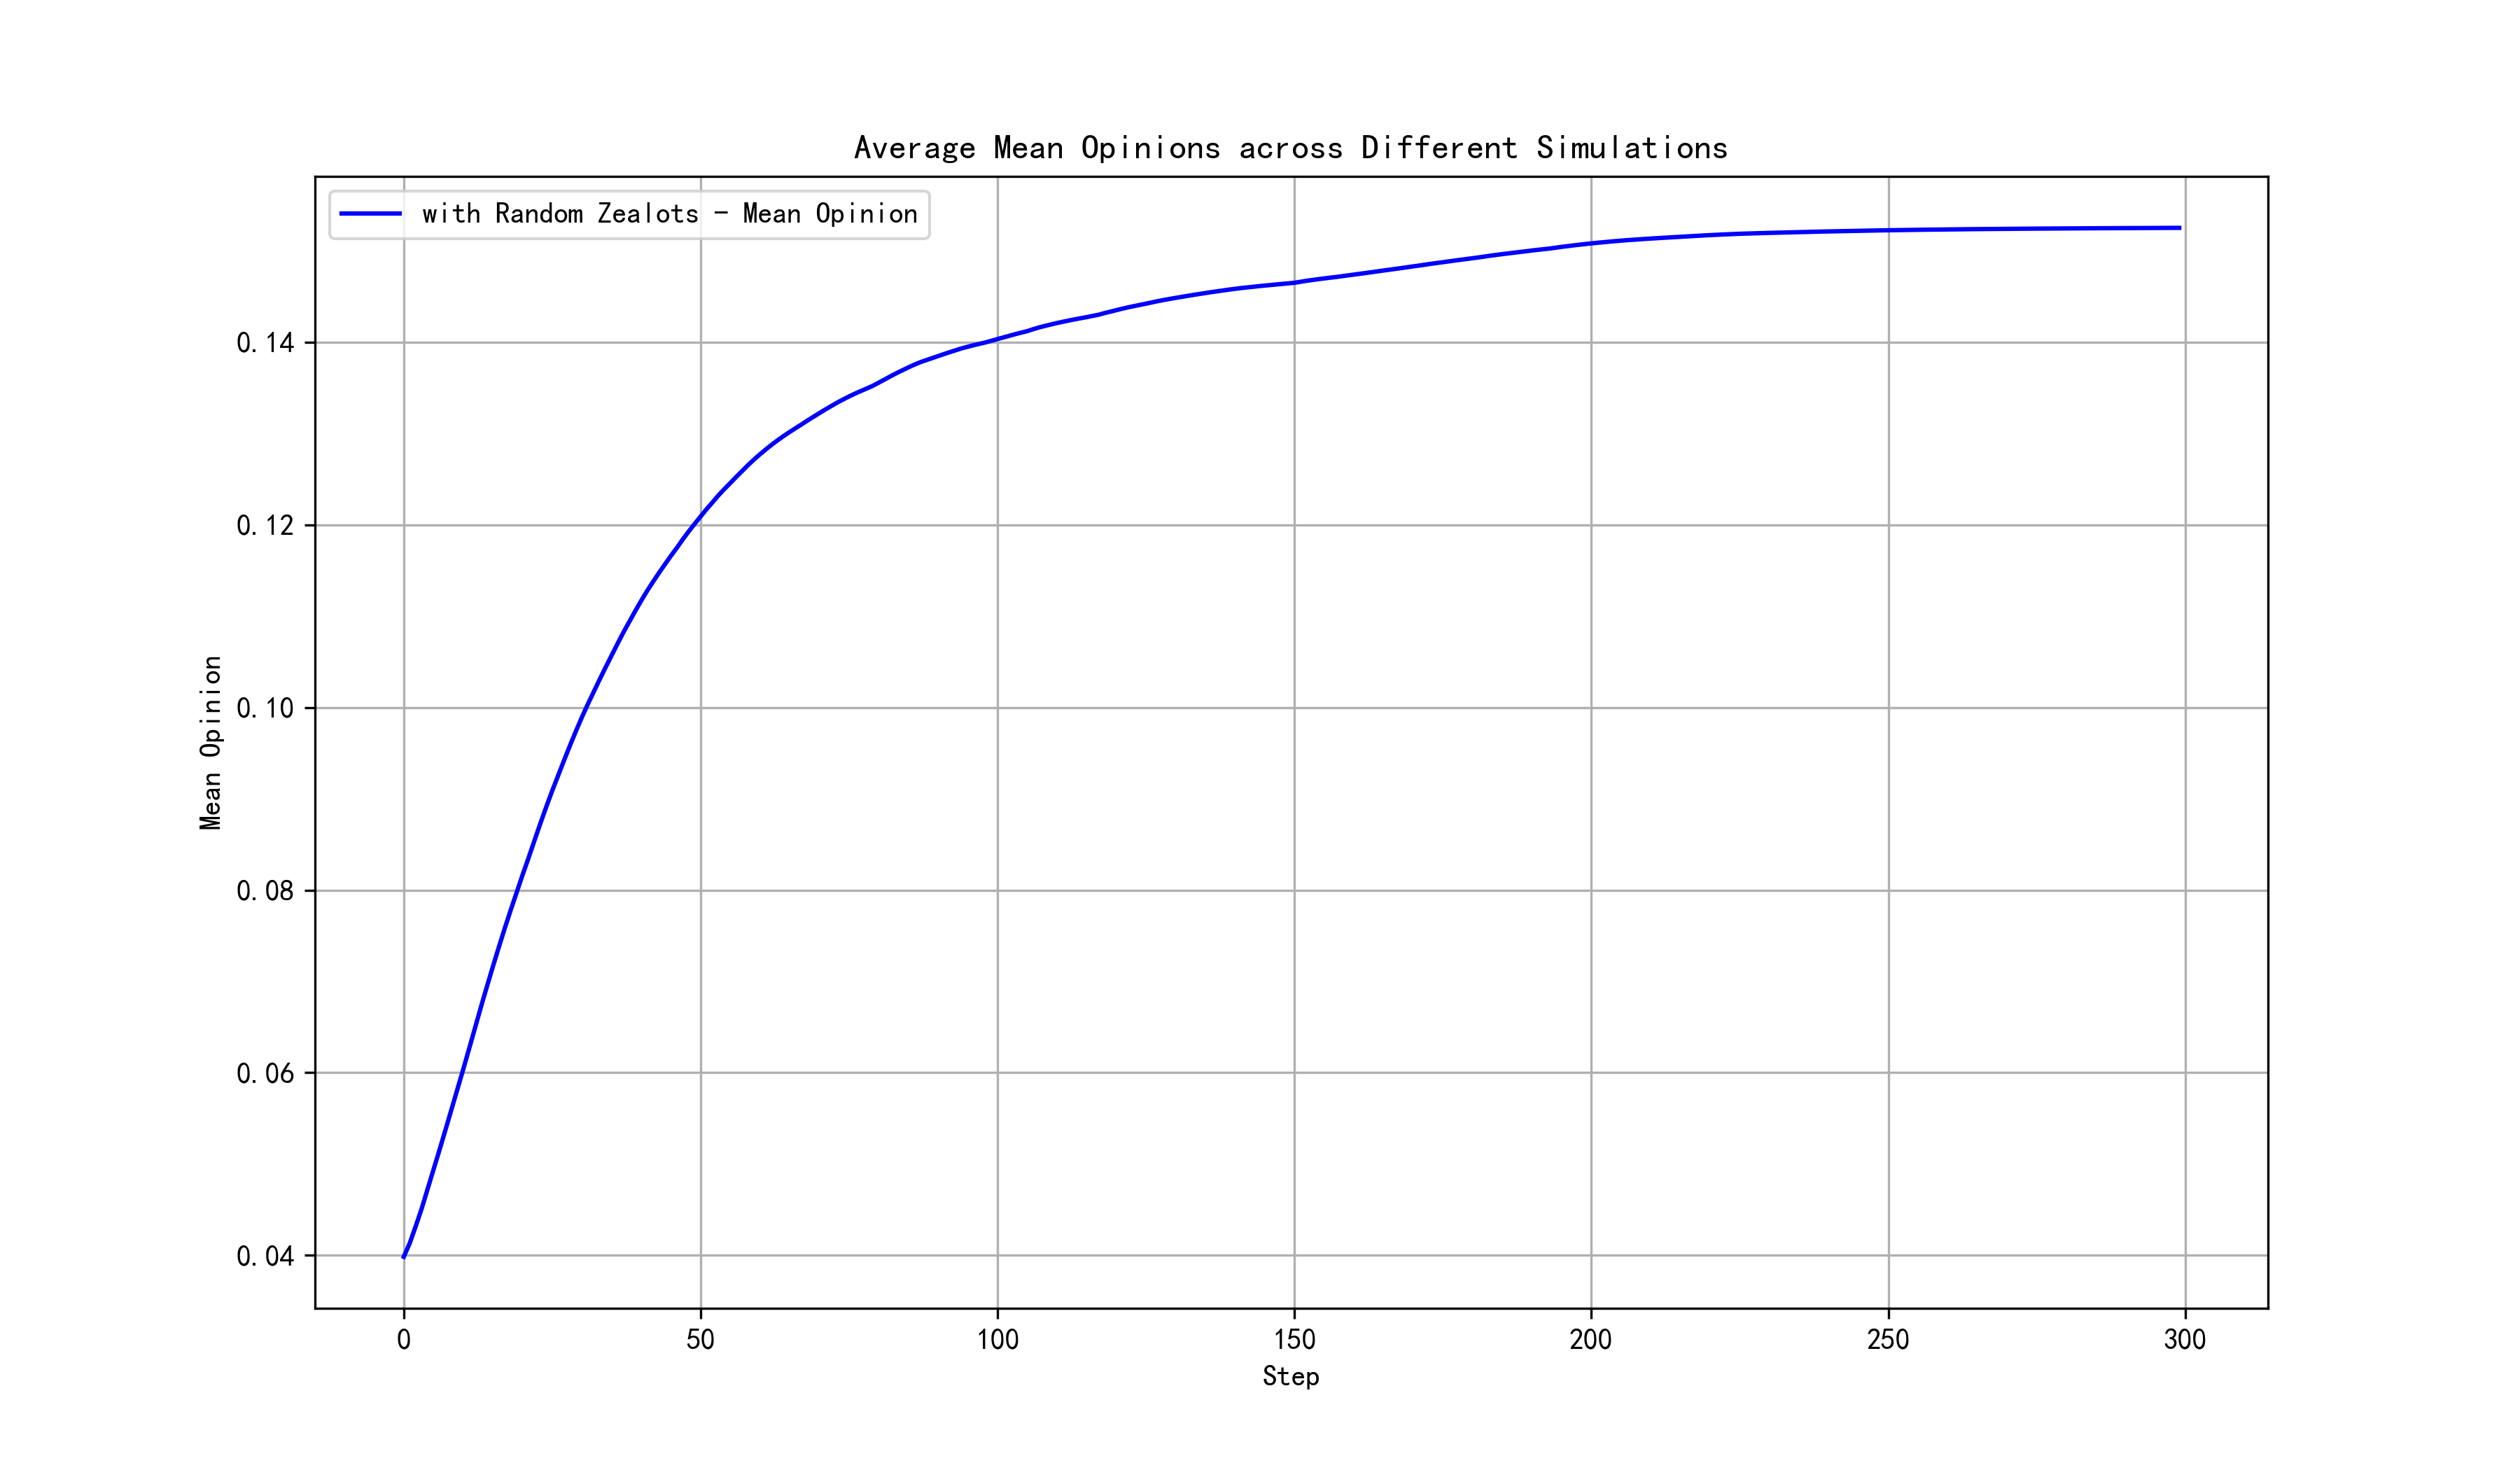 Average Mean Opinions across Different Simulations
with Random Zealots - Mean Opinion
Mean Opinion
0.14
0.12
0.10
0.08
0.06
0.04
0 50 100 150 200 250 300
Step